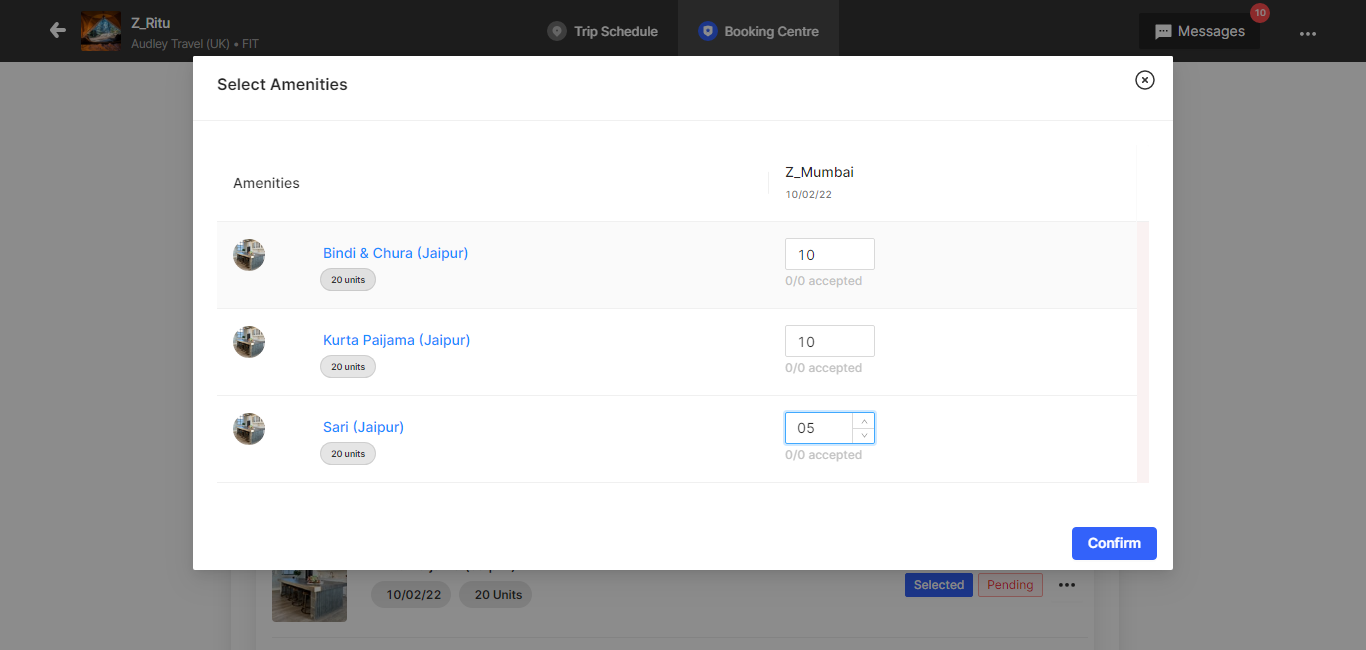 Z_Ritu
Audley Travel (UK) • FIT
Trip Schedule
Booking Centre
Messages
10
Select Amenities
Amenities
Z_Mumbai
10/02/22
Bindi & Chura (Jaipur)
20 units
10
0/0 accepted
Kurta Paijama (Jaipur)
20 units
10
0/0 accepted
Sari (Jaipur)
20 units
05
0/0 accepted
Confirm
10/02/22
20 Units
Selected
Pending